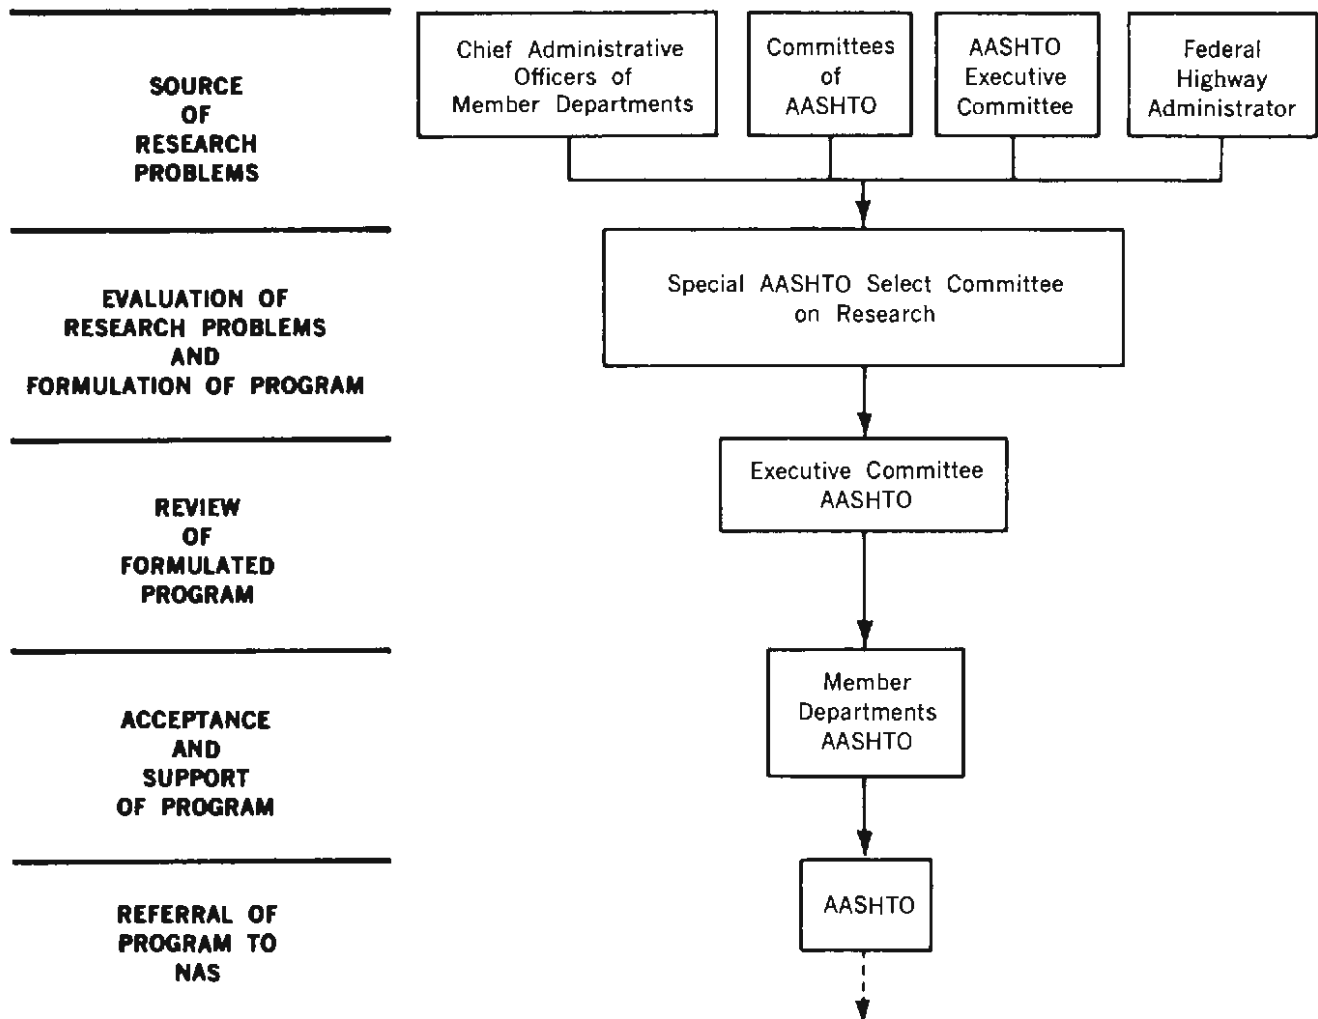 SOURCE
OF
RESEARCH
PROBLEMS
Chief Administrative
Officers of
Member Departments
Committees
of
AASHTO
AASHTO
Executive
Committee
Federal
Highway
Administrator
EVALUATION OF
RESEARCH PROBLEMS
AND
FORMULATION OF PROGRAM
Special AASHTO Select Committee
on Research
REVIEW
OF
FORMULATED
PROGRAM
Executive Committee
AASHTO
ACCEPTANCE
AND
SUPPORT
OF PROGRAM
Member
Departments
AASHTO
REFERRAL OF
PROGRAM TO
NAS
AASHTO